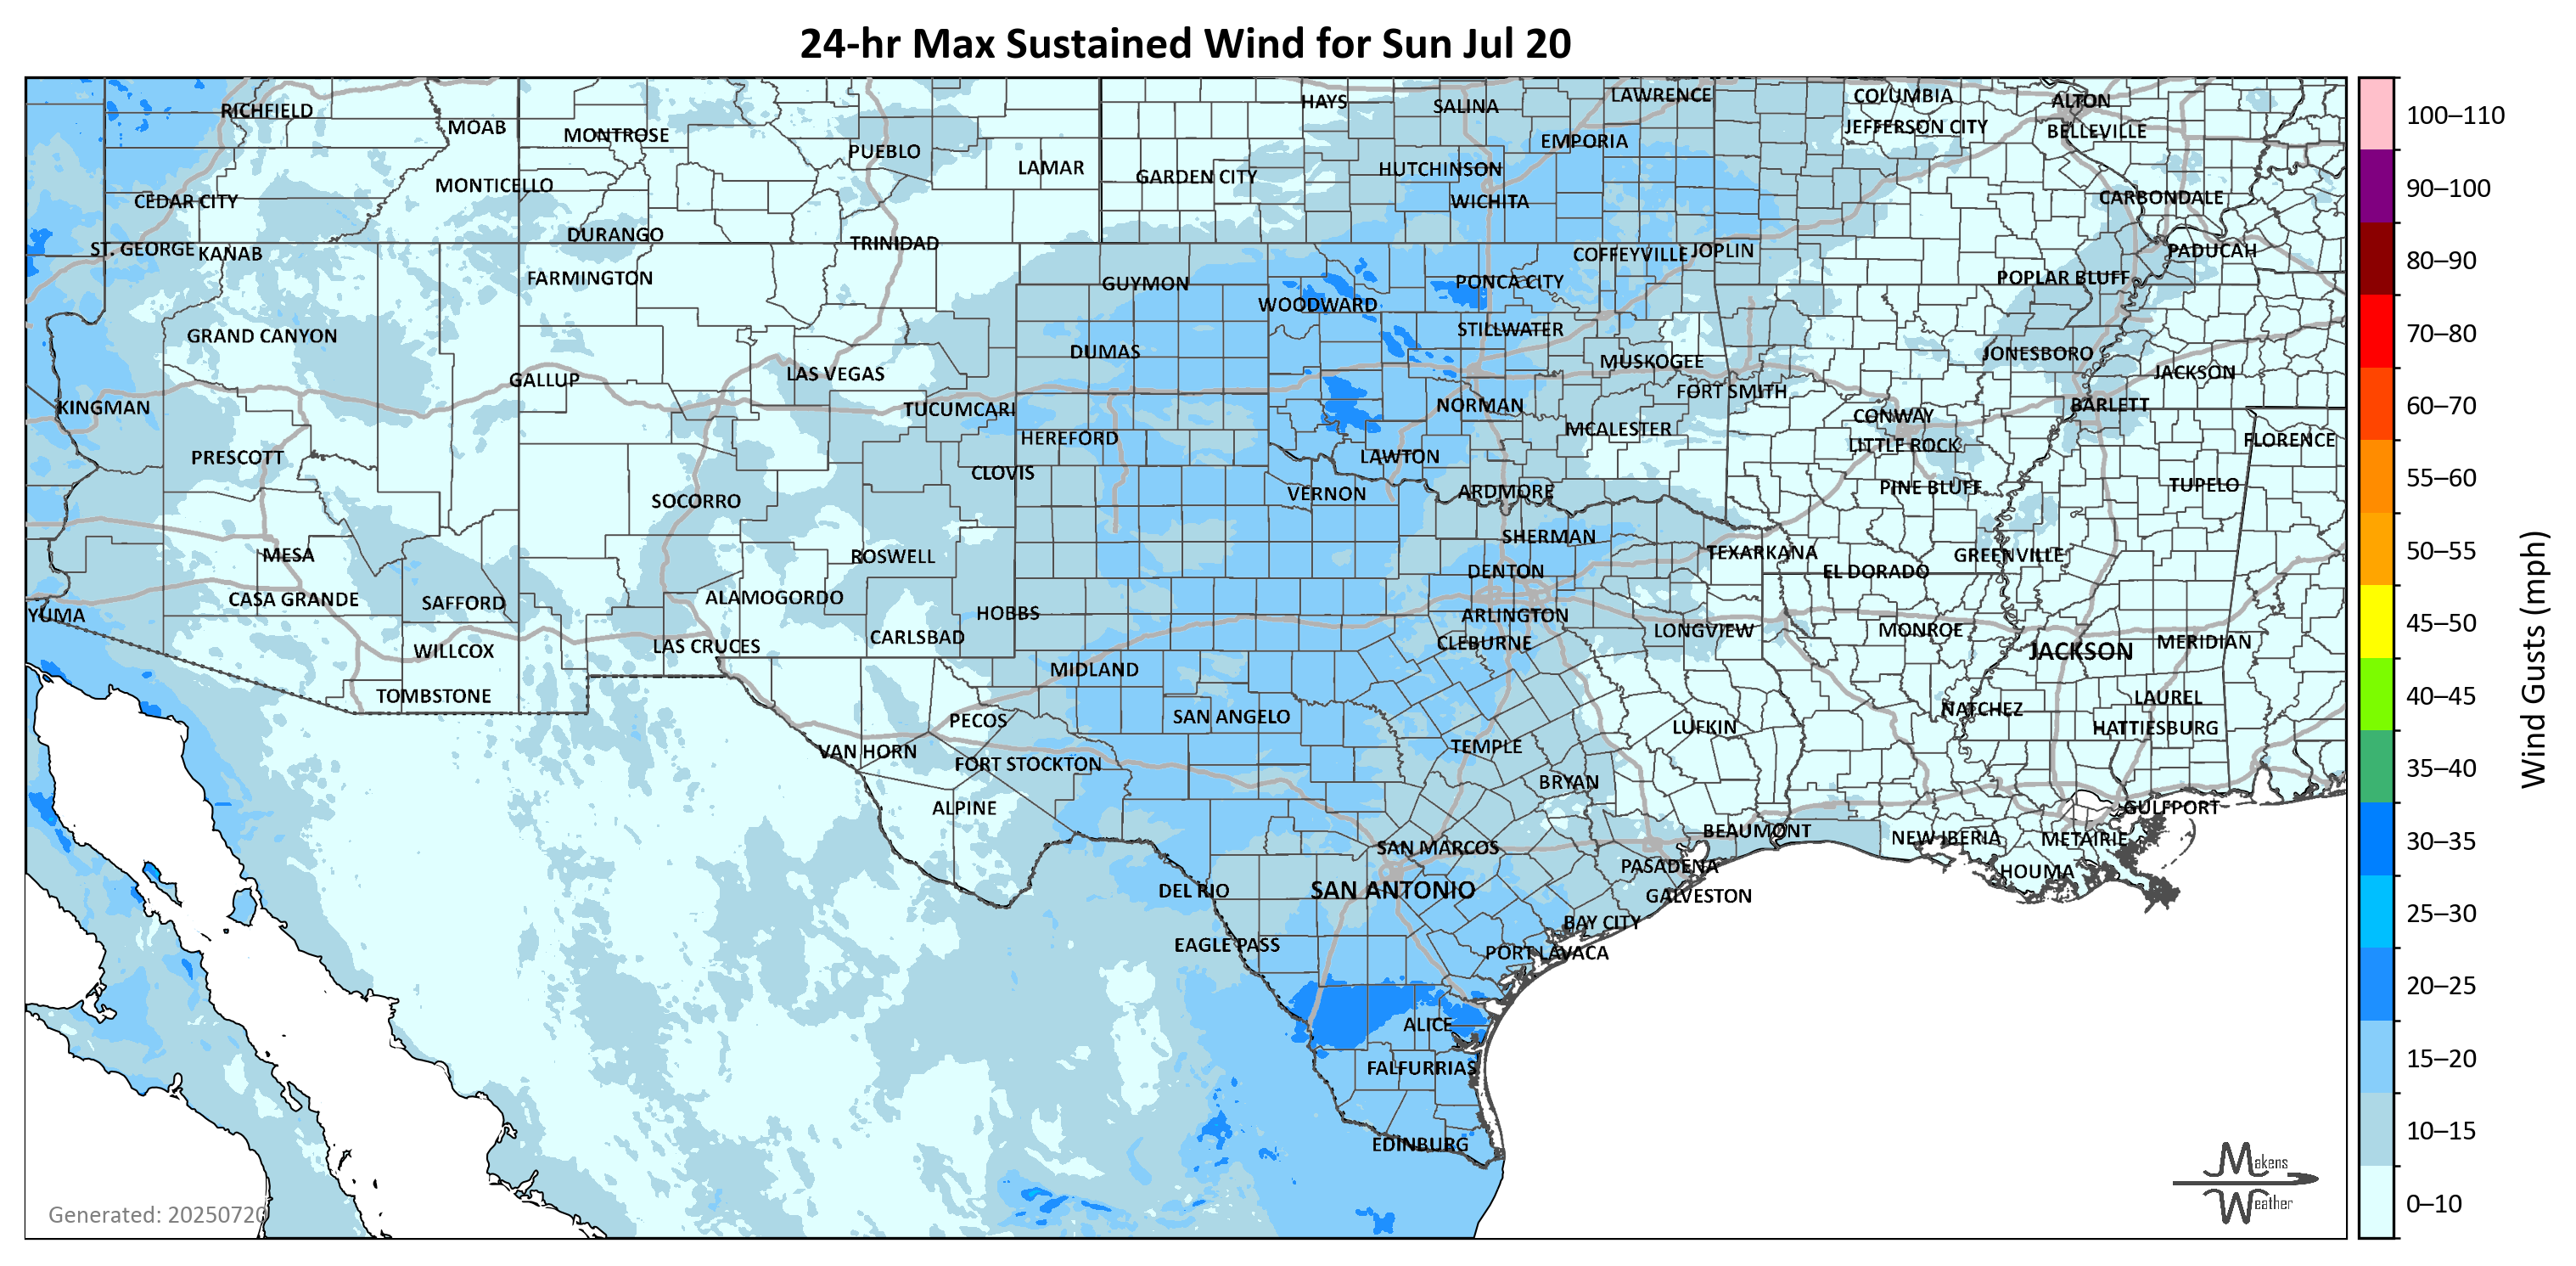 24-hr Max Sustained Wind for Sun Jul 20
RICHFIELD
MOAB
MONTROSE
PUEBLO
LAMAR
HAYS
SALINA
LAWRENCE
COLUMBIA
ALTON
JEFFERSON CITY
BELLEVILLE
EMPORIA
HUTCHINSON
GARDEN CITY
MONTICELLO
CEDAR CITY
WICHITA
CARBONDALE
DURANGO
TRINIDAD
ST. GEORGE
KANAB
COFFEYVILLE
JOPLIN
PADUCAH
FARMINGTON
GUYMON
PONCA CITY
POPLAR BLUFF
WOODWARD
GRAND CANYON
STILLWATER
DUMAS
JONESBORO
MUSKOGEE
LAS VEGAS
JACKSON
GALLUP
FORT SMITH
KINGMAN
TUCUMCARI
NORMAN
CONWAY
BARLETT
HEREFORD
MCALESTER
LITTLE ROCK
FLORENCE
PRESCOTT
CLOVIS
LAWTON
VERNON
ARDMORE
PINE BLUFF
TUPELO
SOCORRO
SHERMAN
MESA
ROSWELL
TEXARKANA
GREENVILLE
DENTON
EL DORADO
CASA GRANDE
SAFFORD
ALAMOGORDO
YUMA
HOBBS
ARLINGTON
LONGVIEW
MONROE
CARLSBAD
CLEBURNE
MERIDIAN
WILLCOX
LAS CRUCES
JACKSON
MIDLAND
TOMBSTONE
LAUREL
NATCHEZ
PECOS
SAN ANGELO
LUFKIN
HATTIESBURG
VAN HORN
TEMPLE
FORT STOCKTON
BRYAN
ALPINE
GULFPORT
BEAUMONT
NEW IBERIA
METAIRIE
SAN MARCOS
PASADENA
HOUMA
DEL RIO
SAN ANTONIO
GALVESTON
BAY CITY
EAGLE PASS
PORT LAVACA
ALICE
FALFURRIAS
EDINBURG
Generated: 20250720
Makens
Weather
100–110
90–100
80–90
70–80
60–70
55–60
50–55
45–50
40–45
35–40
30–35
25–30
20–25
15–20
10–15
0–10
Wind Gusts (mph)